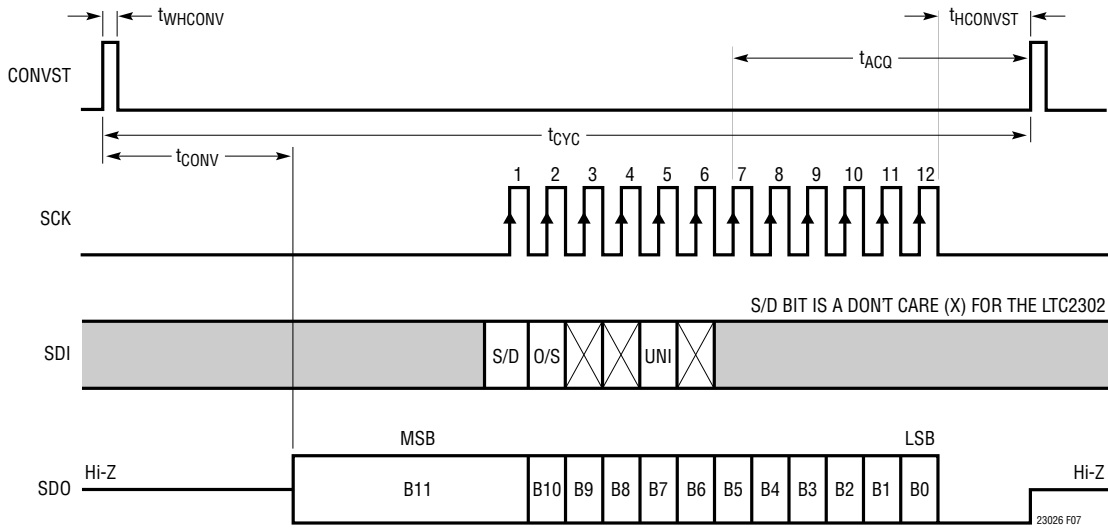 tWHCONV
tHCONVST
tACQ
CONVST
tCYC
tCONV
1 2 3 4 5 6 7 8 9 10 11 12
SCK
S/D BIT IS A DON'T CARE (X) FOR THE LTC2302
SDI
S/D O/S UNI
MSB LSB
Hi-Z Hi-Z
SDO
B11 B10 B9 B8 B7 B6 B5 B4 B3 B2 B1 B0
23026 F07